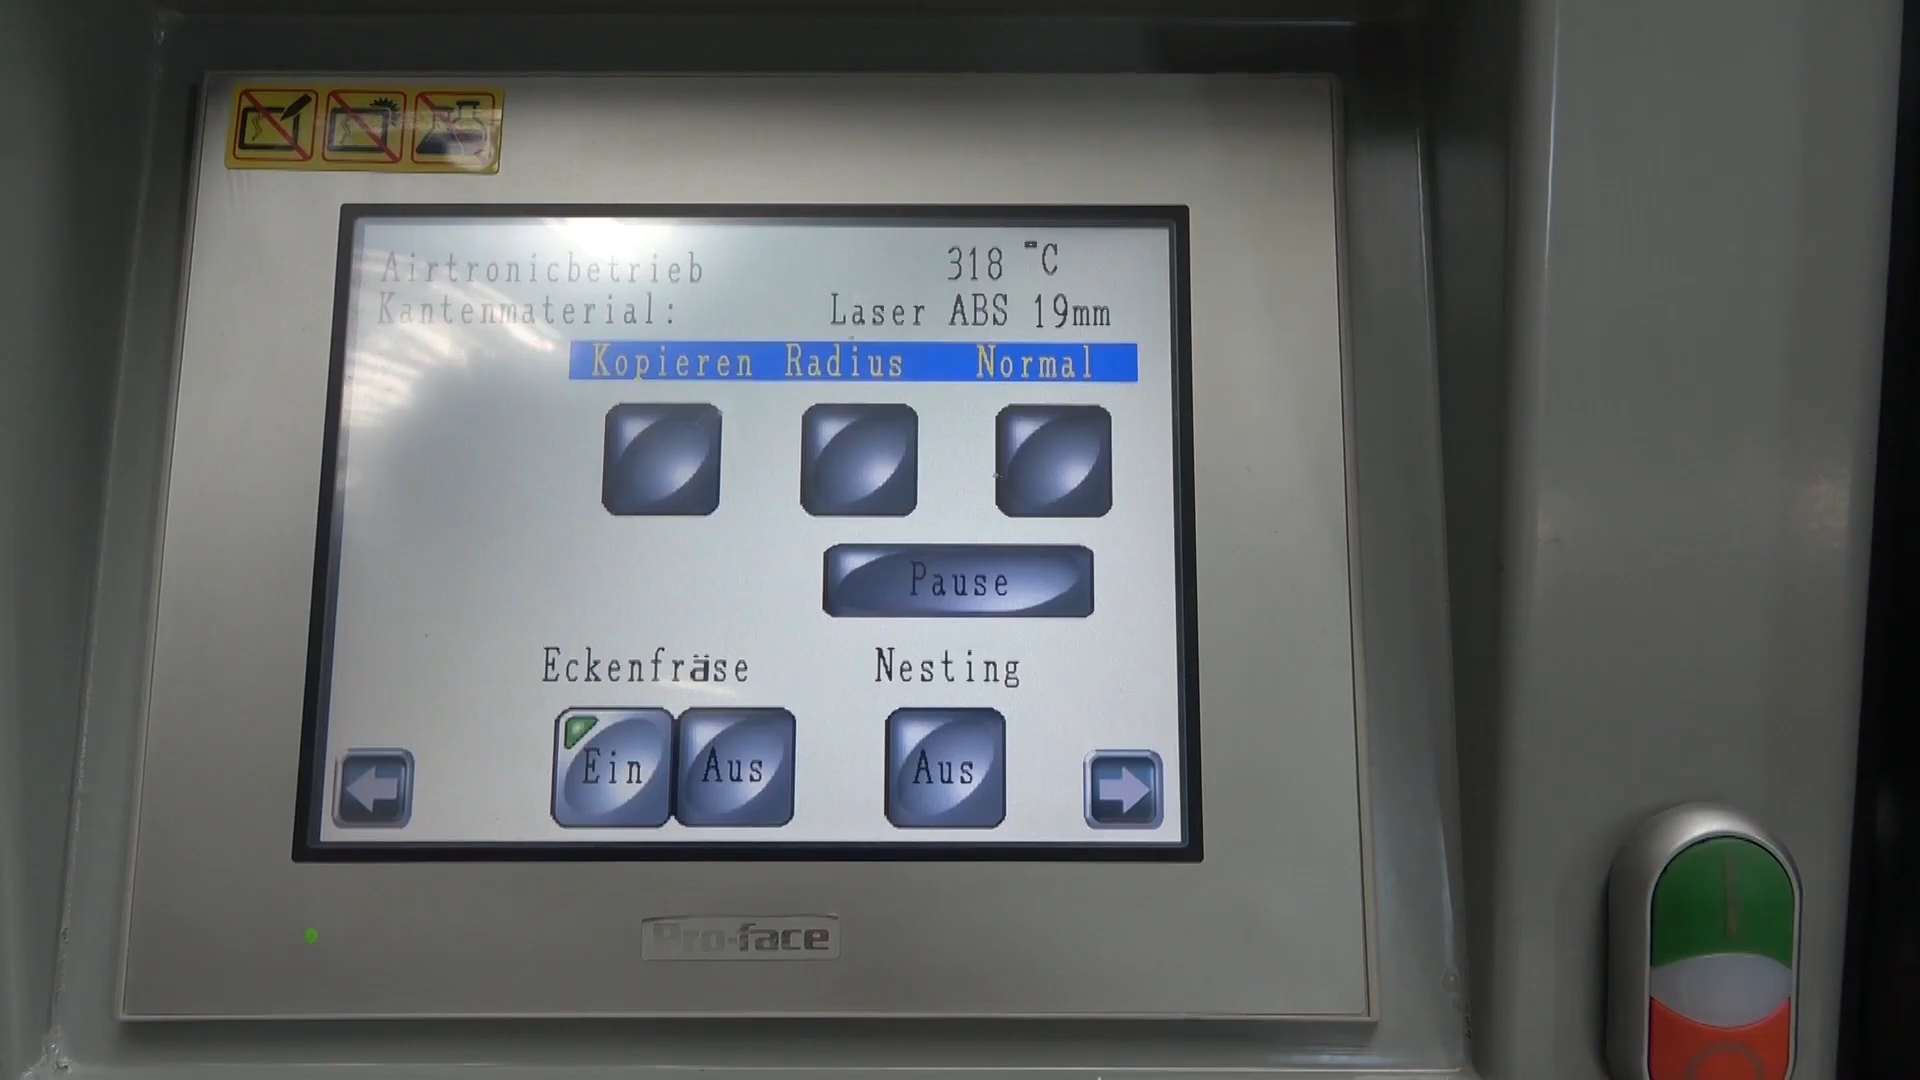 Airtronicbetrieb 318 °C
Kantenmaterial: Laser ABS 19mm
Kopieren Radius Normal
Pause
Eckenfräse Nesting
Ein Aus Aus
Pro-face